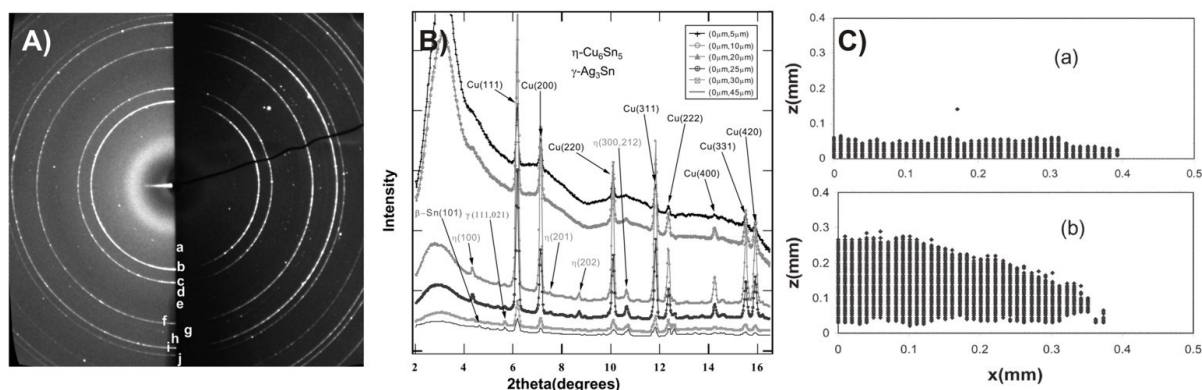 A)
a
b
c
d
e
f
g
h
i
j
B)
η-Cu₆Sn₅
γ-Ag₃Sn
(0μm,5μm)
(0μm,10μm)
(0μm,20μm)
(0μm,25μm)
(0μm,30μm)
(0μm,45μm)
Cu(111)
Cu(200)
Cu(220)
η(300,212)
Cu(311)
Cu(222)
Cu(400)
Cu(331)
Cu(420)
β-Sn(101)
γ(111,021)
η(100)
η(201)
η(202)
Intensity
2 4 6 8 10 12 14 16
2theta(degrees)
C)
(a)
z(mm)
0.4
0.3
0.2
0.1
0
0 0.1 0.2 0.3 0.4 0.5
(b)
z(mm)
0.4
0.3
0.2
0.1
0
0 0.1 0.2 0.3 0.4 0.5
x(mm)